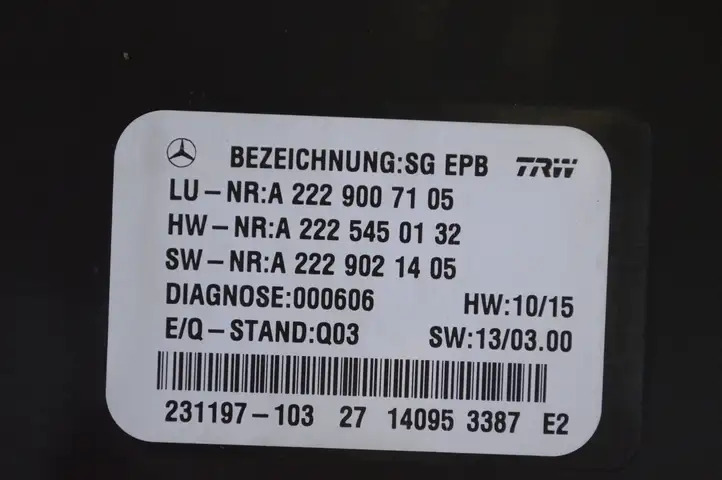 BEZEICHNUNG:SG EPB TRW
LU-NR:A 222 900 71 05
HW-NR:A 222 545 01 32
SW-NR:A 222 902 14 05
DIAGNOSE:000606 HW:10/15
E/Q-STAND:Q03 SW:13/03.00
231197-103 27 14095 3387 E2